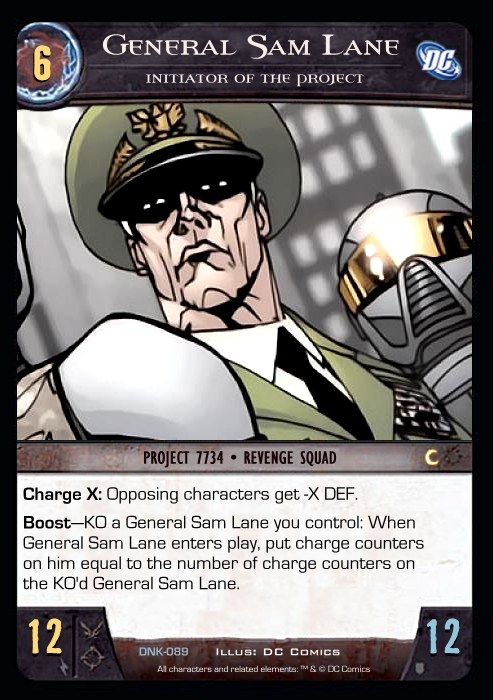 6
General Sam Lane
Initiator of the Project
DC
Project 7734 • Revenge Squad
C
Charge X: Opposing characters get -X DEF.
Boost—KO a General Sam Lane you control: When
General Sam Lane enters play, put charge counters
on him equal to the number of charge counters on
the KO'd General Sam Lane.
12
DNK-089 Illus: DC Comics
12
All characters and related elements: ™ & © DC Comics